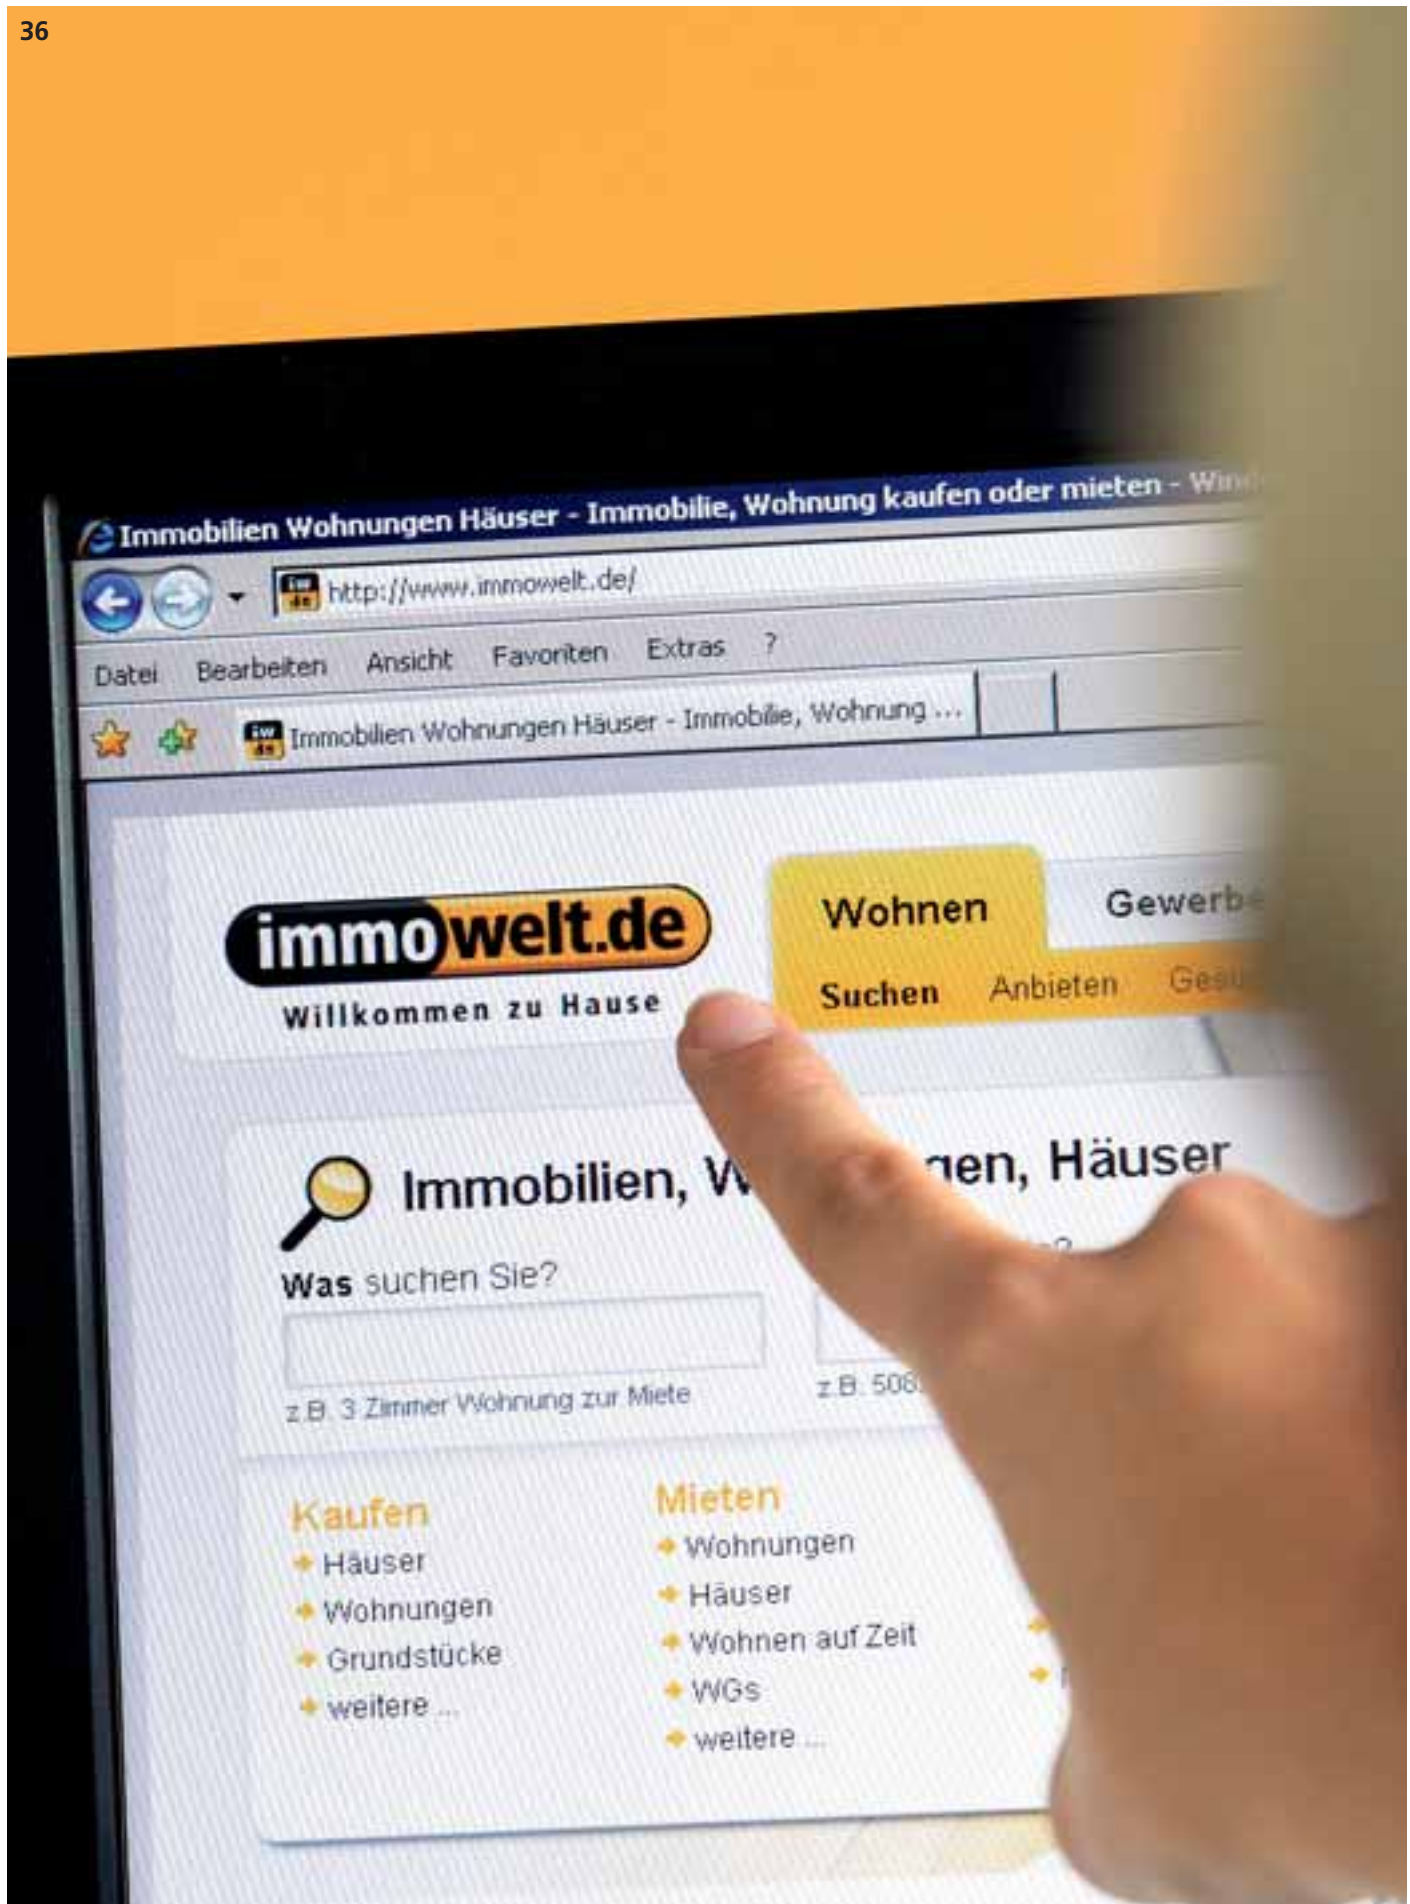 36
Immobilien Wohnungen Häuser - Immobilie, Wohnung kaufen oder mieten -
http://www.immowelt.de/
Datei Bearbeiten Ansicht Favoriten Extras ?
Immobilien Wohnungen Häuser - Immobilie, Wohnung ...
immowelt.de
Willkommen zu Hause
Wohnen Gewerbe
Suchen Anbieten
Immobilien, Häuser
Was suchen Sie?
z.B. 3 Zimmer Wohnung zur Miete
z.B.
Kaufen
Häuser
Wohnungen
Grundstücke
weitere ...
Mieten
Wohnungen
Häuser
Wohnen auf Zeit
WGs
weitere ...